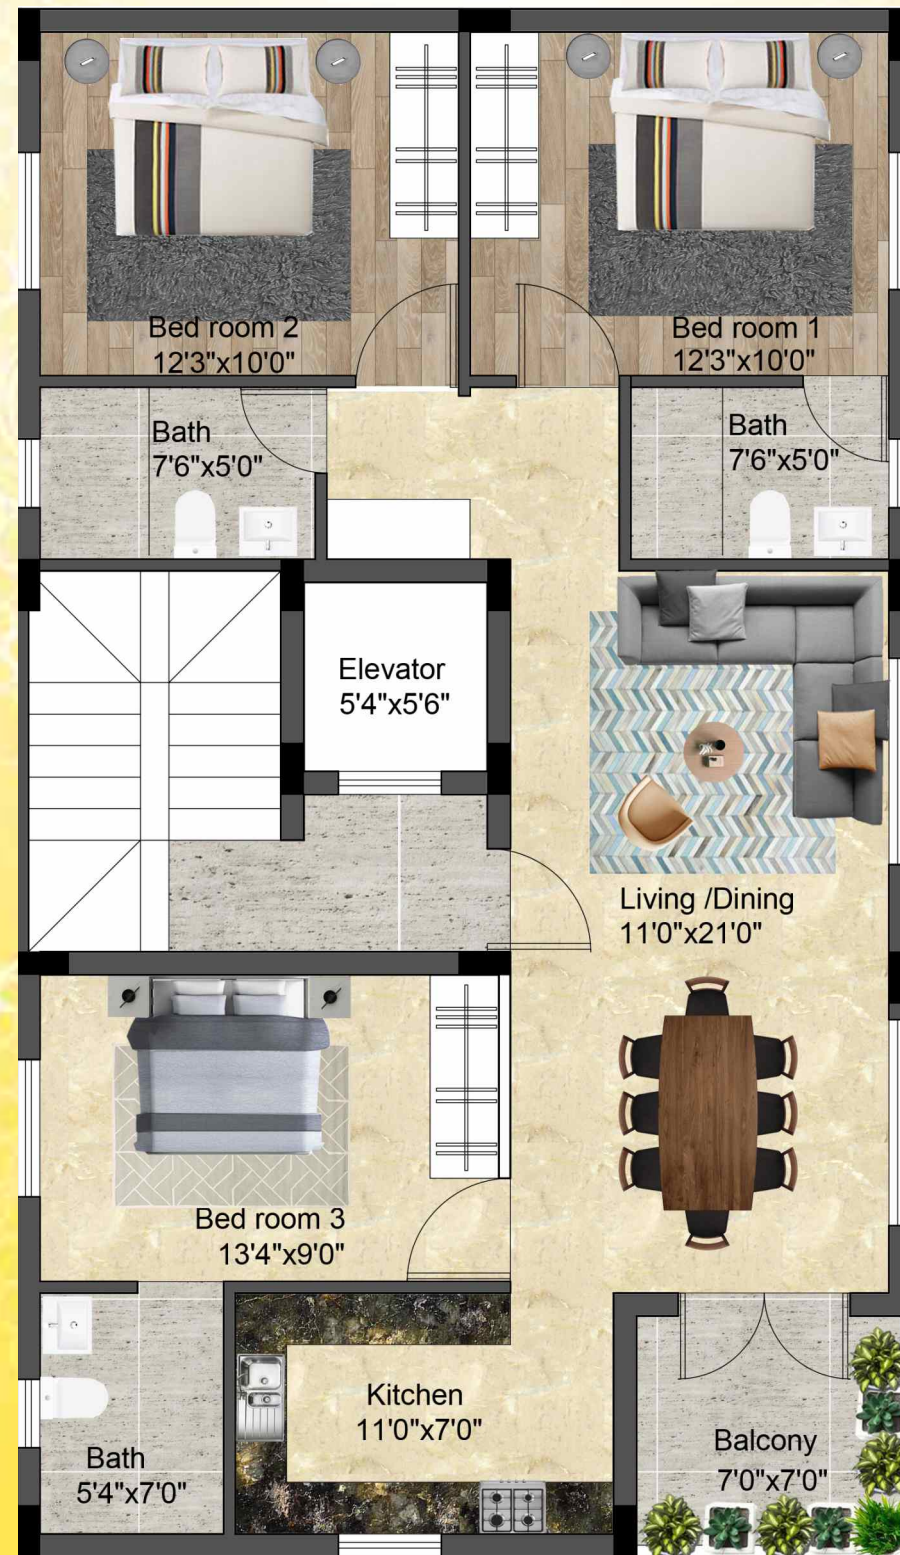 Bed room 2
12'3"x10'0"
Bed room 1
12'3"x10'0"
Bath
7'6"x5'0"
Bath
7'6"x5'0"
Elevator
5'4"x5'6"
Living /Dining
11'0"x21'0"
Bed room 3
13'4"x9'0"
Kitchen
11'0"x7'0"
Bath
5'4"x7'0"
Balcony
7'0"x7'0"